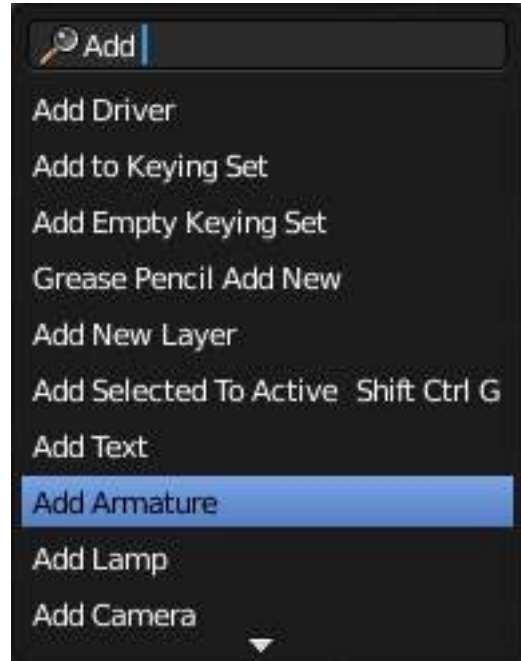 Add
Add Driver
Add to Keying Set
Add Empty Keying Set
Grease Pencil Add New
Add New Layer
Add Selected To Active Shift Ctrl G
Add Text
Add Armature
Add Lamp
Add Camera